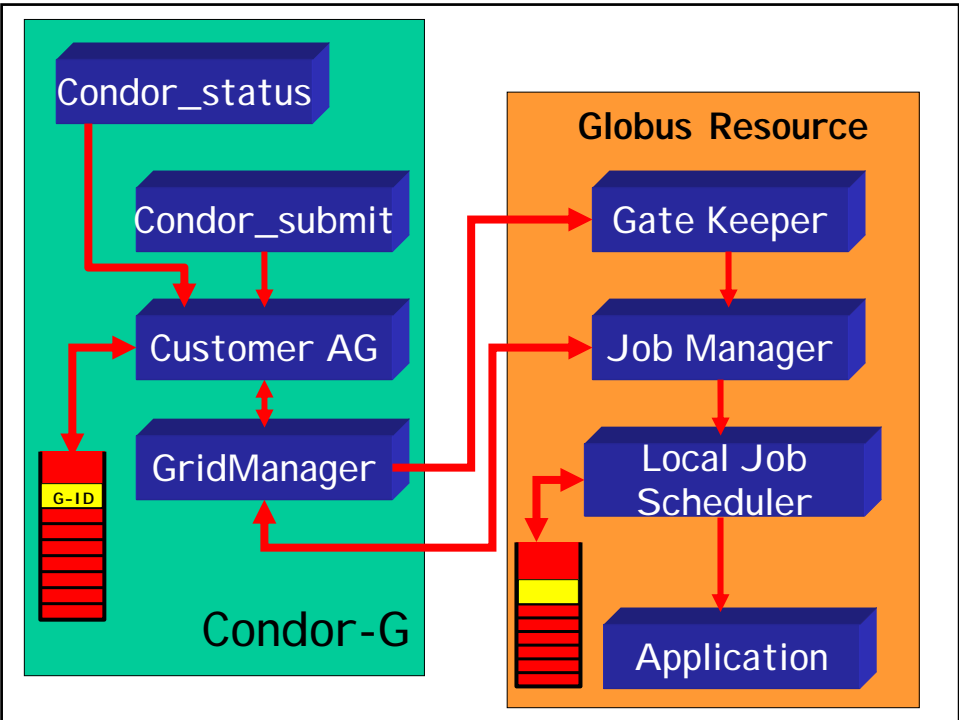 Condor_status
Condor_submit
Customer AG
GridManager
G-ID
Condor-G
Globus Resource
Gate Keeper
Job Manager
Local Job
Scheduler
Application